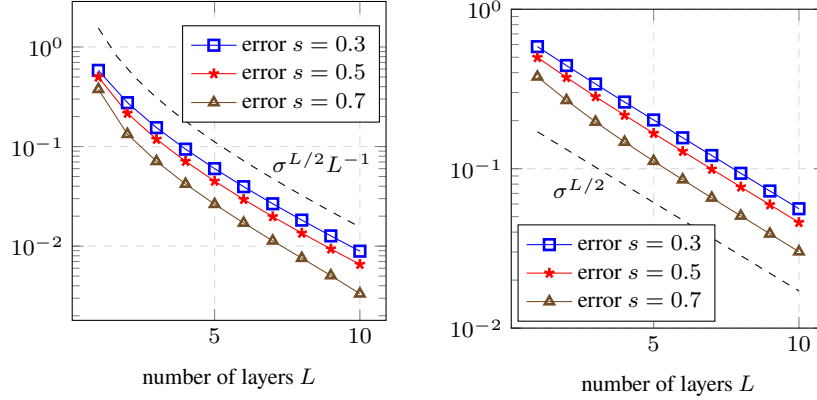 10^0
10^{-1}
10^{-2}
5
10
number of layers L
error s = 0.3
error s = 0.5
error s = 0.7
σ^{L/2}L^{-1}
10^0
10^{-1}
10^{-2}
5
10
number of layers L
σ^{L/2}
error s = 0.3
error s = 0.5
error s = 0.7